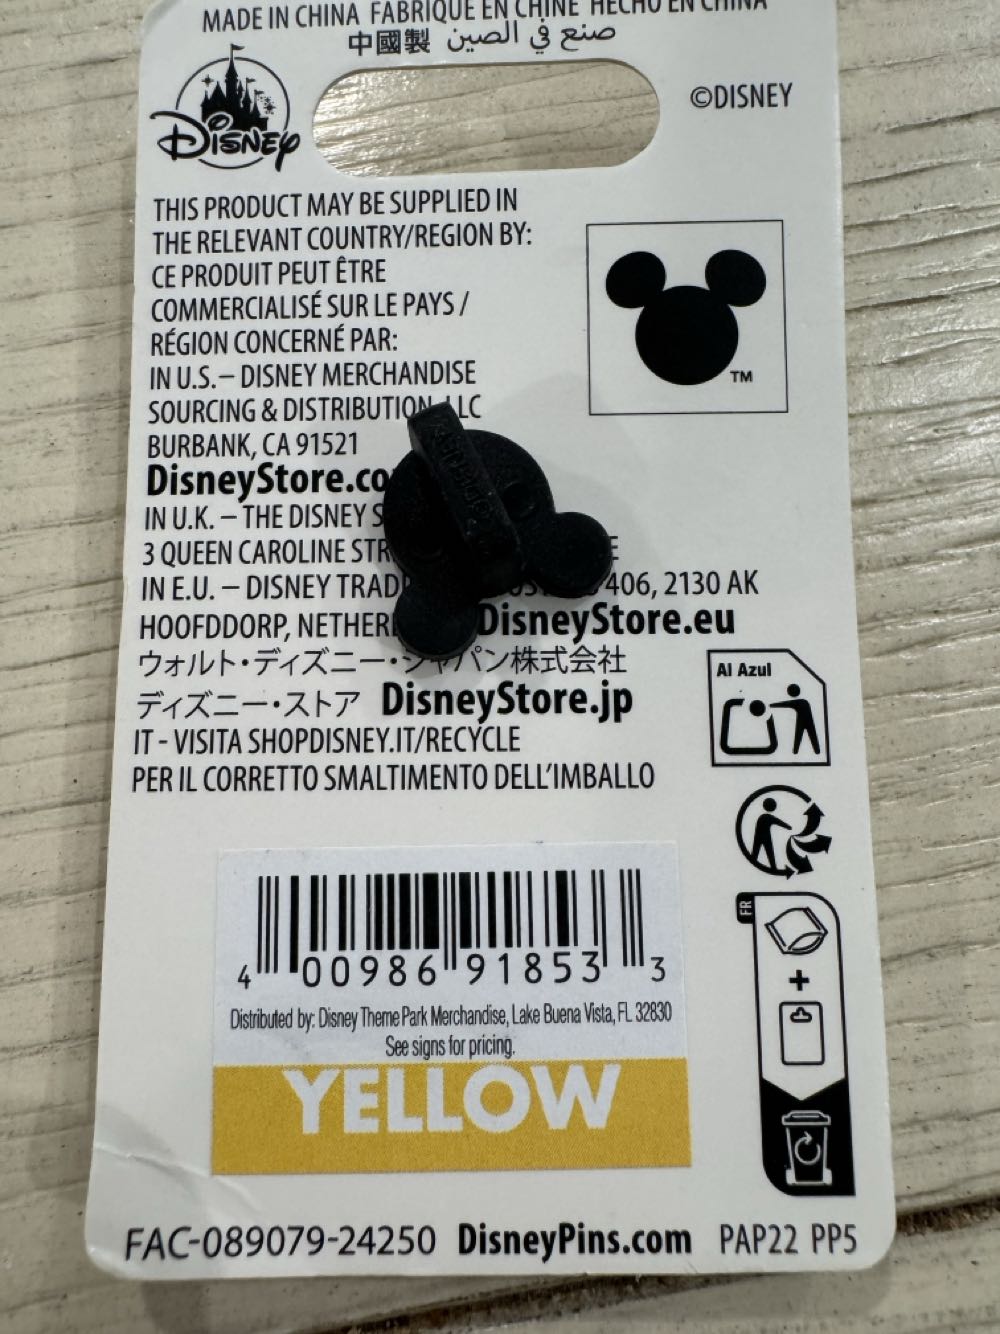 MADE IN CHINA FABRIQUÉ EN CHINE HECHO EN CHINA
中國製 صنع في الصين
DISNEY
©DISNEY
THIS PRODUCT MAY BE SUPPLIED IN
THE RELEVANT COUNTRY/REGION BY:
CE PRODUIT PEUT ÊTRE
COMMERCIALISÉ SUR LE PAYS /
RÉGION CONCERNÉ PAR:
TM
IN U.S. – DISNEY MERCHANDISE
SOURCING & DISTRIBUTION, LLC
BURBANK, CA 91521
DisneyStore.co
IN U.K. – THE DISNEY S
3 QUEEN CAROLINE STR
IN E.U. – DISNEY TRAD 406, 2130 AK
HOOFDDORP, NETHER DisneyStore.eu
ウォルト・ディズニー・ジャパン株式会社
ディズニー・ストア DisneyStore.jp
IT - VISITA SHOPDISNEY.IT/RECYCLE
PER IL CORRETTO SMALTIMENTO DELL'IMBALLO
Al Azul
FR
4 00986 91853 3
Distributed by: Disney Theme Park Merchandise, Lake Buena Vista, FL 32830
See signs for pricing.
YELLOW
FAC-089079-24250 DisneyPins.com PAP22 PP5